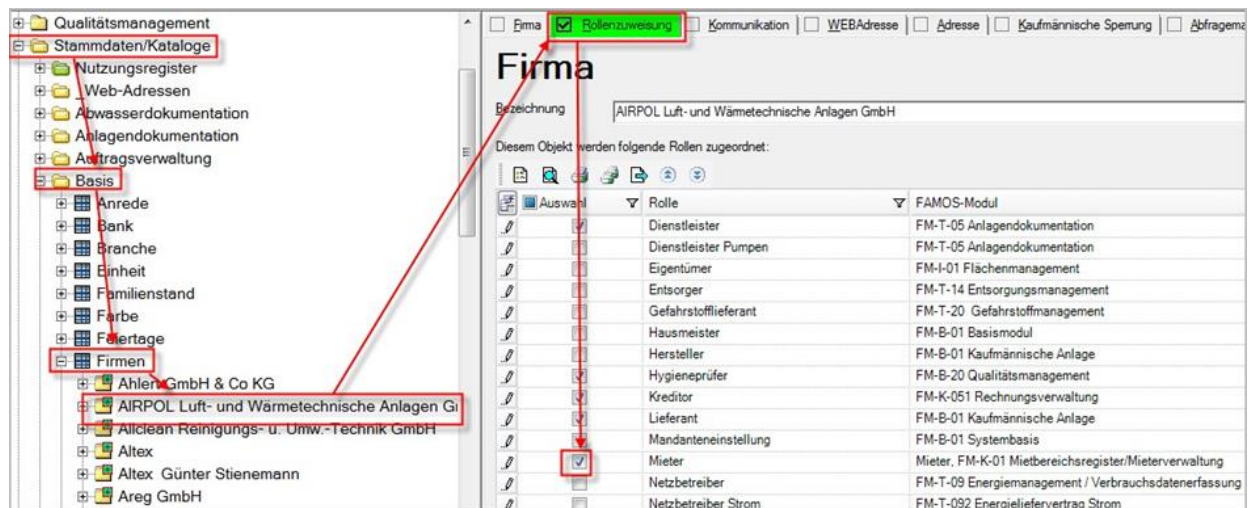 Qualitätsmanagement
Stammdaten/Kataloge
Nutzungsregister
_Web-Adressen
Abwasserdokumentation
Anlagendokumentation
Auftragsverwaltung
Basis
Anrede
Bank
Branche
Einheit
Familienstand
Farbe
Feiertage
Firmen
Ahlen GmbH & Co KG
AIRPOL Luft- und Wärmetechnische Anlagen G
Allclean Reinigungs- u. Umw.-Technik GmbH
Altex
Altex Günter Stienemann
Areg GmbH
Firma Rollenzuweisung Kommunikation WEBAdresse Adresse Kaufmännische Sperrung Abfragema
Firma
Bezeichnung AIRPOL Luft- und Wärmetechnische Anlagen GmbH
Diesem Objekt werden folgende Rollen zugeordnet:
Auswahl Rolle FAMOS-Modul
Dienstleister FM-T-05 Anlagendokumentation
Dienstleister Pumpen FM-T-05 Anlagendokumentation
Eigentümer FM-I-01 Flächenmanagement
Entsorger FM-T-14 Entsorgungsmanagement
Gefahrstofflieferant FM-T-20 Gefahrstoffmanagement
Hausmeister FM-B-01 Basismodul
Hersteller FM-B-01 Kaufmännische Anlage
Hygieneprüfer FM-B-20 Qualitätsmanagement
Kreditor FM-K-051 Rechnungsverwaltung
Lieferant FM-B-01 Kaufmännische Anlage
Mandanteneinstellung FM-B-01 Systembasis
Mieter Mieter, FM-K-01 Mietbereichsregister/Mieterverwaltung
Netzbetreiber FM-T-09 Energiemanagement / Verbrauchsdatenerfassung
Netzbetreiber Strom FM-T-092 Energieliefervertrag Strom